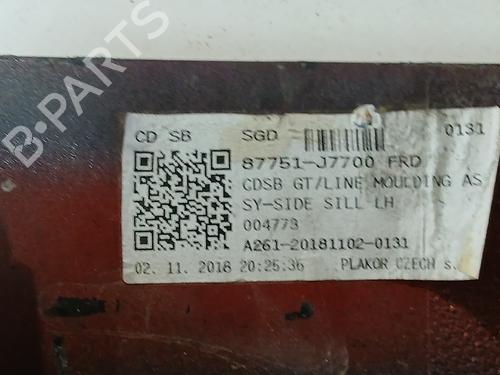 B-PARTS
CD SB SGD 0131
87751-J7700 FRD
CDSB GT/LINE MOULDING AS
SY-SIDE SILL LH
004773
A261-20181102-0131
02. 11. 2018 20:25:36 PLAKOR CZECH s.